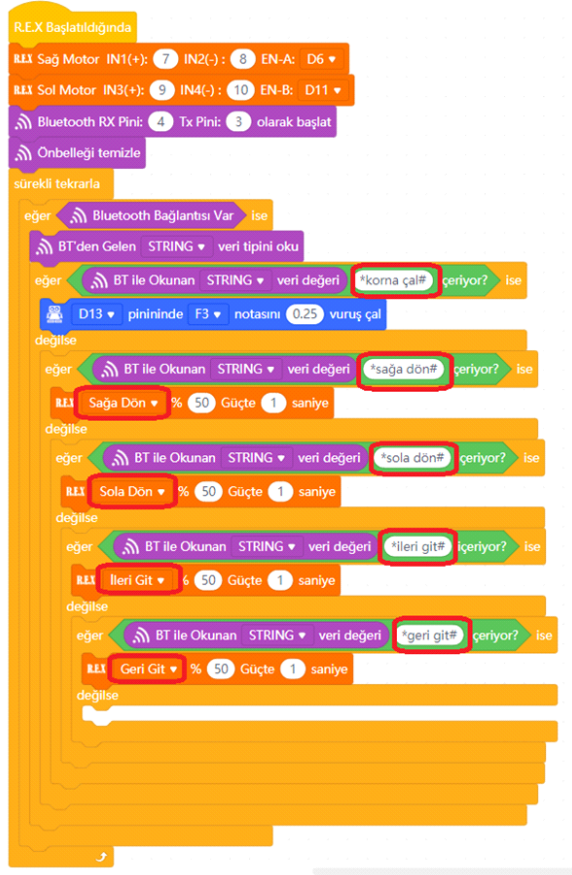 R.E.X Başlatıldığında
R.E.X Sağ Motor IN1(+): 7 IN2(-) : 8 EN-A: D6
R.E.X Sol Motor IN3(+): 9 IN4(-) : 10 EN-B: D11
Bluetooth RX Pini: 4 Tx Pini: 3 olarak başlat
Önbelleği temizle
sürekli tekrarla
eğer Bluetooth Bağlantısı Var ise
BT'den Gelen STRING veri tipini oku
eğer BT ile Okunan STRING veri değeri *korna çal# çeriyor? ise
D13 pinininde F3 notasını 0.25 vuruş çal
değilse
eğer BT ile Okunan STRING veri değeri *sağa dön# çeriyor? ise
R.E.X Sağa Dön % 50 Güçte 1 saniye
değilse
eğer BT ile Okunan STRING veri değeri *sola dön# içeriyor? ise
R.E.X Sola Dön % 50 Güçte 1 saniye
değilse
eğer BT ile Okunan STRING veri değeri *ileri git# içeriyor? ise
R.E.X İleri Git % 50 Güçte 1 saniye
değilse
eğer BT ile Okunan STRING veri değeri *geri git# çeriyor? ise
R.E.X Geri Git % 50 Güçte 1 saniye
değilse